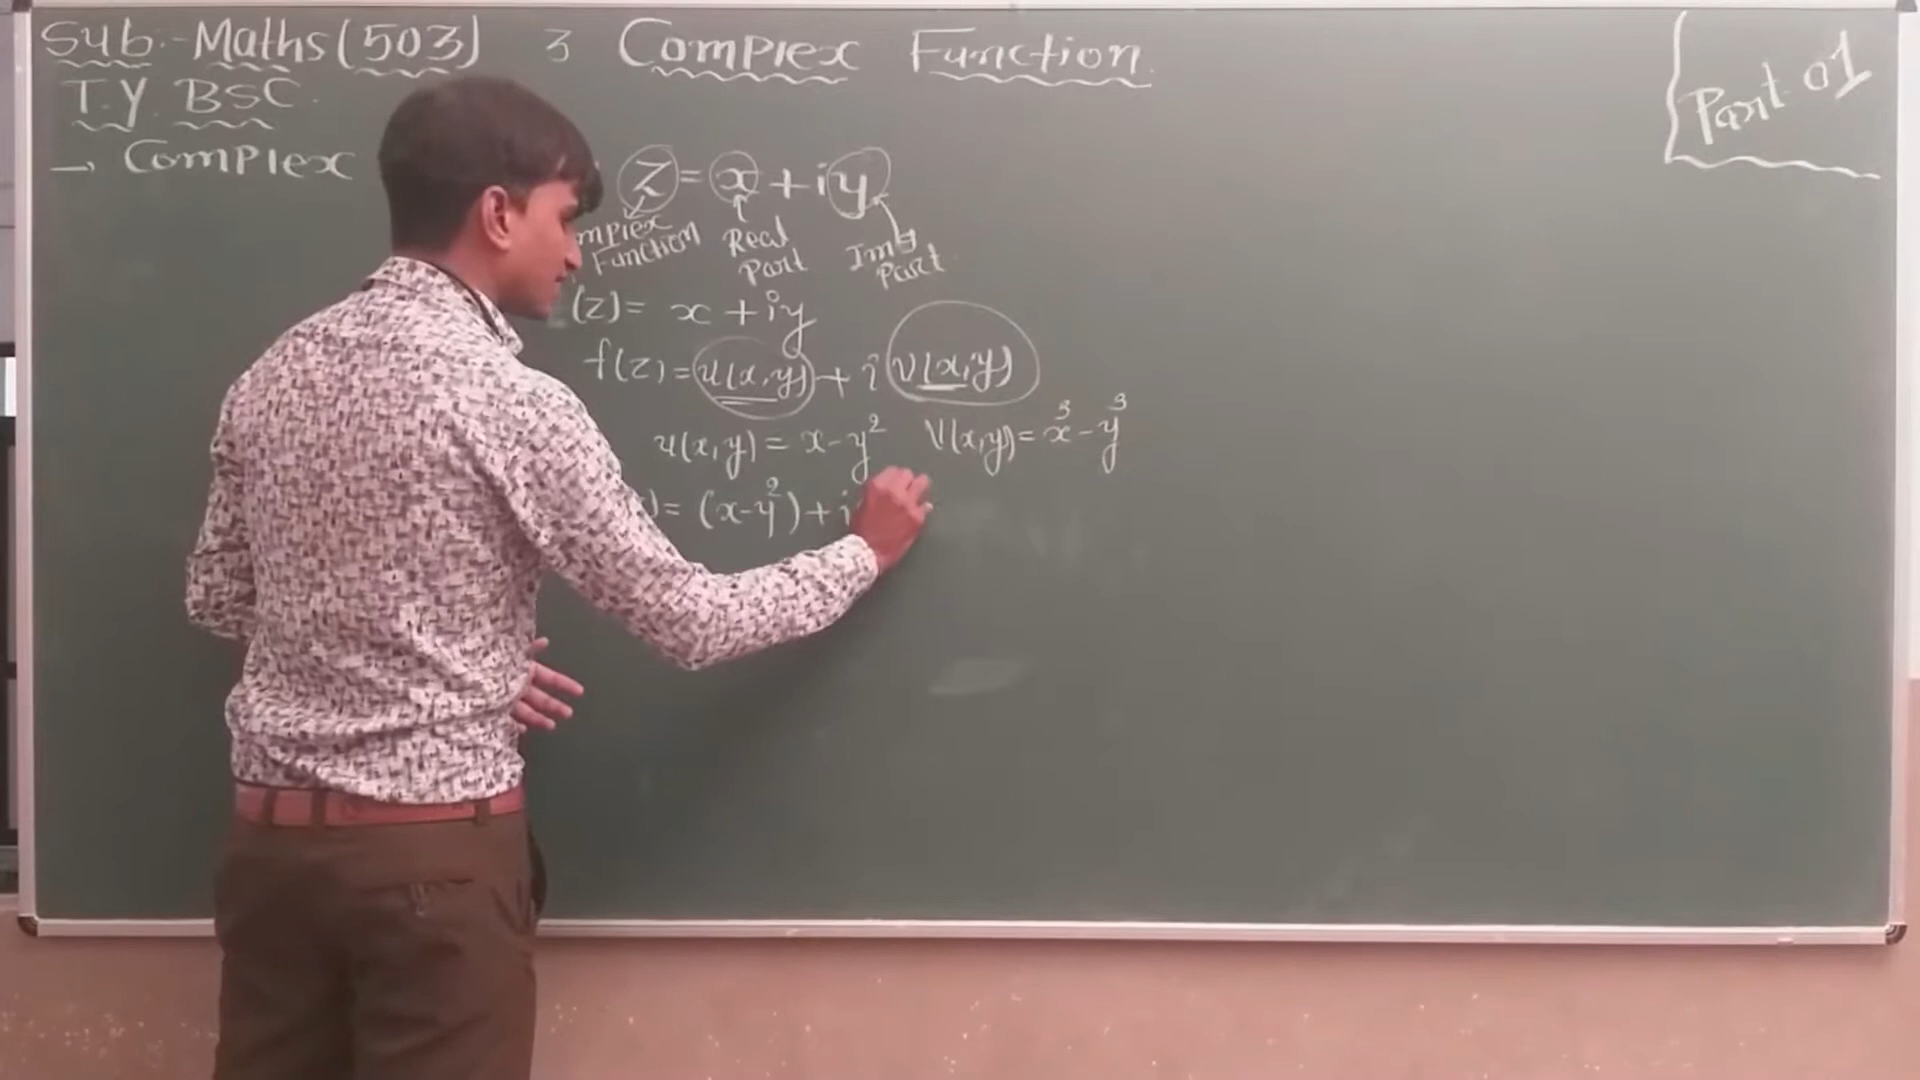 Sub.-Maths(503) 3 Complex Function.
Part 01
T.Y. BSC.
→ Complex
Z = x + iy
mplex Function
Real Part
Img Part
(z)= x + iy
f(z) = u(x,y) + i v(x,y)
u(x,y) = x-y² V(x,y)= x³-y³
)= (x-y²)+i